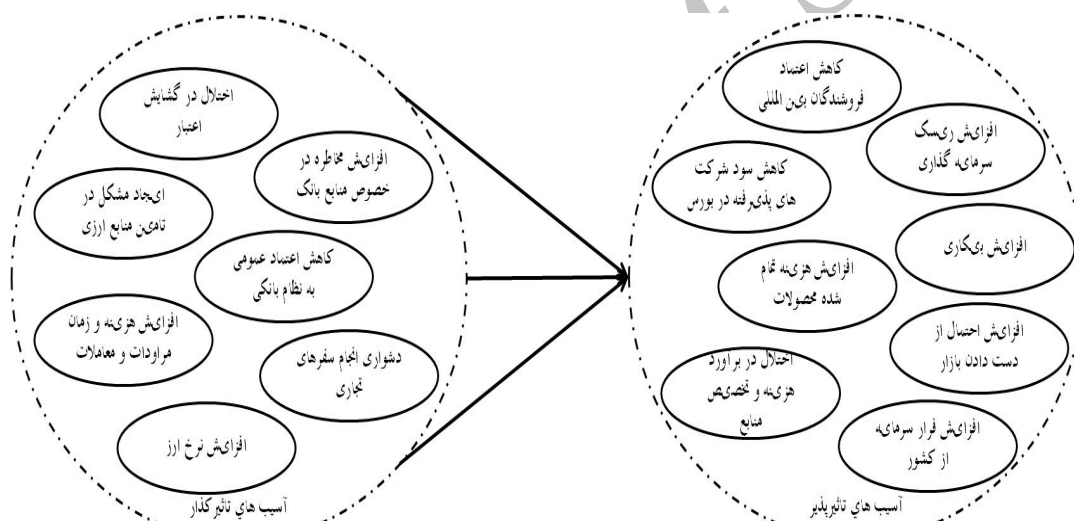 کاهش اعتماد
فروشندگان بین المللی
افزایش ریسک
سرمایه گذاری
کاهش سود شرکت
های پذیرفته در بورس
افزایش بیکاری
افزایش هزینه تمام
شده محصولات
افزایش احتمال از
دست دادن بازار
اختلال در براورد
هزینه و تخصیص
منابع
افزایش فرار سرمایه
از کشور
آسیب هاي تاثیرپذیر
اختلال در گشایش
اعتبار
افزایش مخاطره در
خصوص منابع بانک
ایجاد مشکل در
تامین منابع ارزی
کاهش اعتماد عمومی
به نظام بانکی
افزایش هزینه و زمان
مراودات و معاملات
دشواری انجام سفرهای
تجاری
افزایش نرخ ارز
آسیب هاي تاثیرگذار